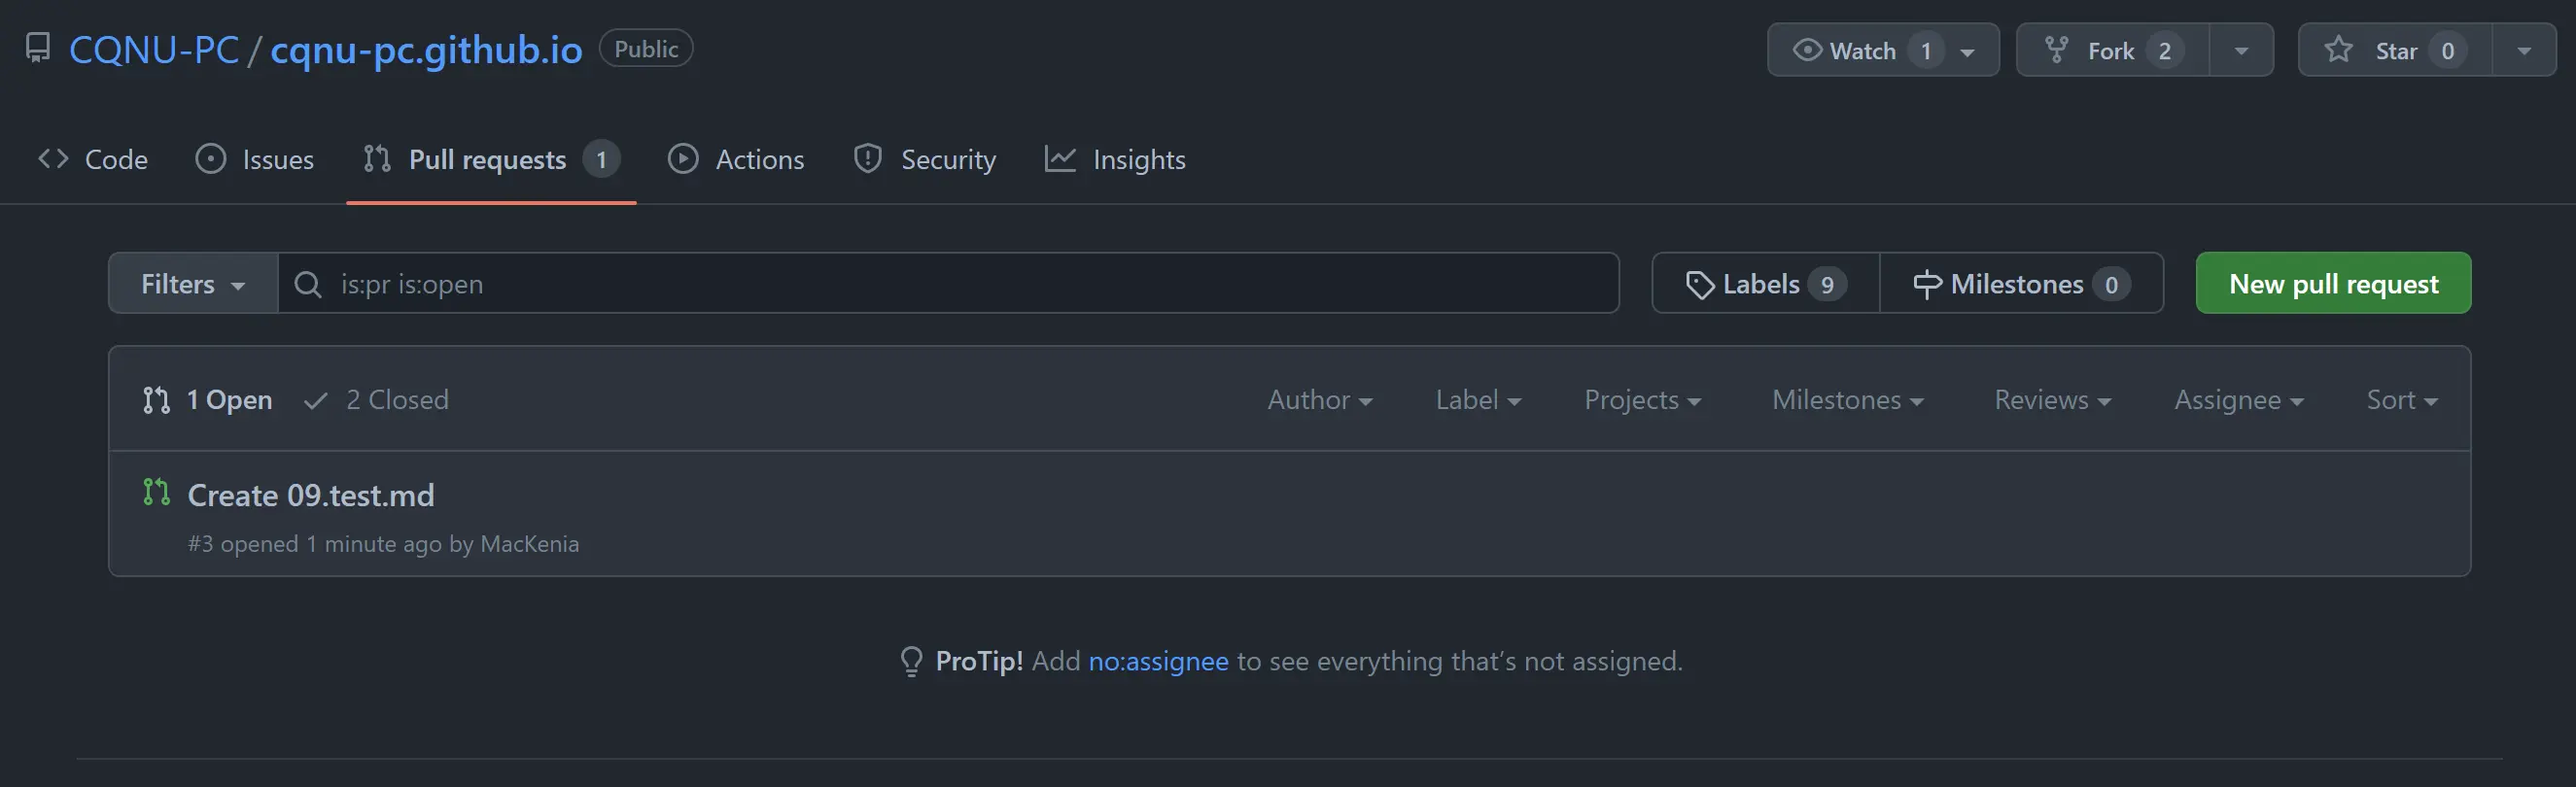 CQNU-PC / cqnu-pc.github.io Public Watch 1 Fork 2 Star 0
Code Issues Pull requests 1 Actions Security Insights
Filters is:pr is:open Labels 9 Milestones 0 New pull request
1 Open 2 Closed Author Label Projects Milestones Reviews Assignee Sort
Create 09.test.md
#3 opened 1 minute ago by MacKenia
ProTip! Add no:assignee to see everything that’s not assigned.